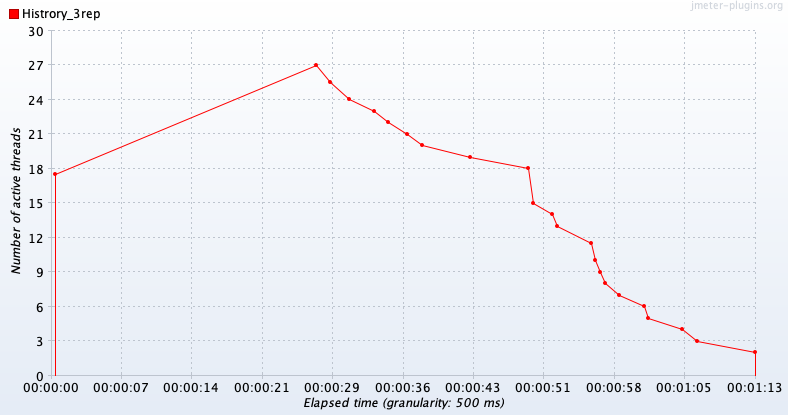 jmeter-plugins.org
Histrory_3rep
30
27
24
21
18
15
12
9
6
3
0
Number of active threads
00:00:00 00:00:07 00:00:14 00:00:21 00:00:29 00:00:36 00:00:43 00:00:51 00:00:58 00:01:05 00:01:13
Elapsed time (granularity: 500 ms)